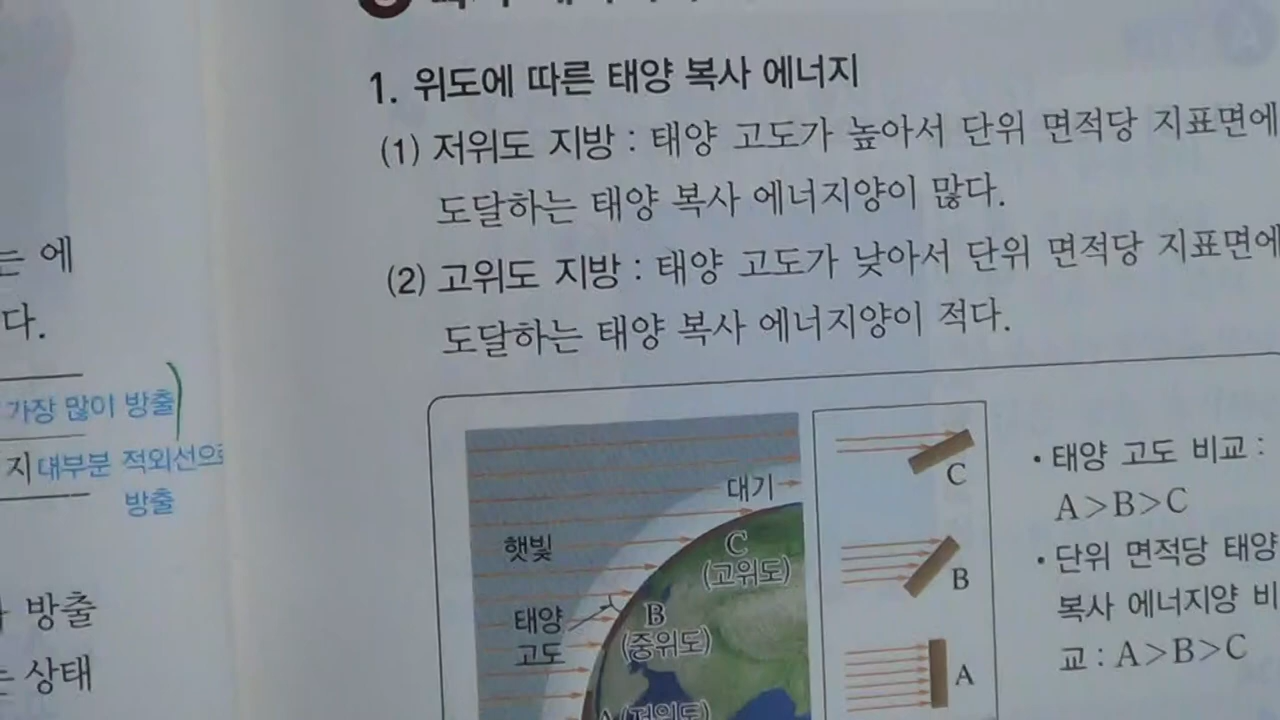 는 에
다.
가장 많이 방출
지 대부분 적외선으로
방출
방출
는 상태
1. 위도에 따른 태양 복사 에너지
(1) 저위도 지방 : 태양 고도가 높아서 단위 면적당 지표면에
도달하는 태양 복사 에너지양이 많다.
(2) 고위도 지방 : 태양 고도가 낮아서 단위 면적당 지표면에
도달하는 태양 복사 에너지양이 적다.
대기
햇빛
C
(고위도)
태양
고도
B
(중위도)
A (저위도)
C
B
A
• 태양 고도 비교 :
A>B>C
• 단위 면적당 태양
복사 에너지양 비
교 : A>B>C